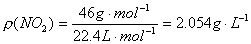 ρ(NO₂) = 46g·mol⁻¹ / 22.4L·mol⁻¹ = 2.054g·L⁻¹